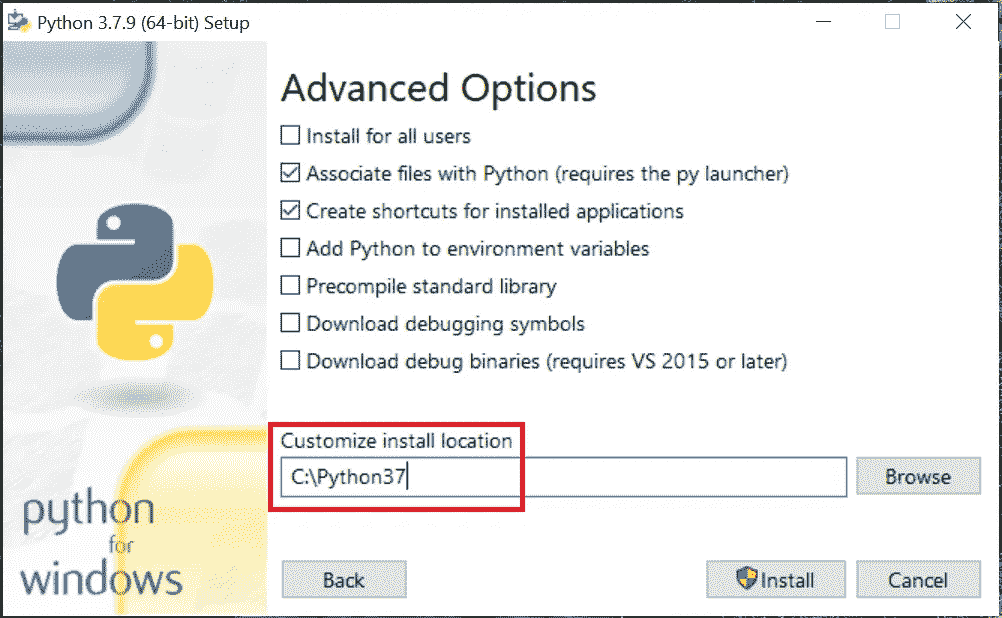 Python 3.7.9 (64-bit) Setup
Advanced Options
Install for all users
Associate files with Python (requires the py launcher)
Create shortcuts for installed applications
Add Python to environment variables
Precompile standard library
Download debugging symbols
Download debug binaries (requires VS 2015 or later)
Customize install location
C:\Python37
Browse
python
for
windows
Back
Install
Cancel